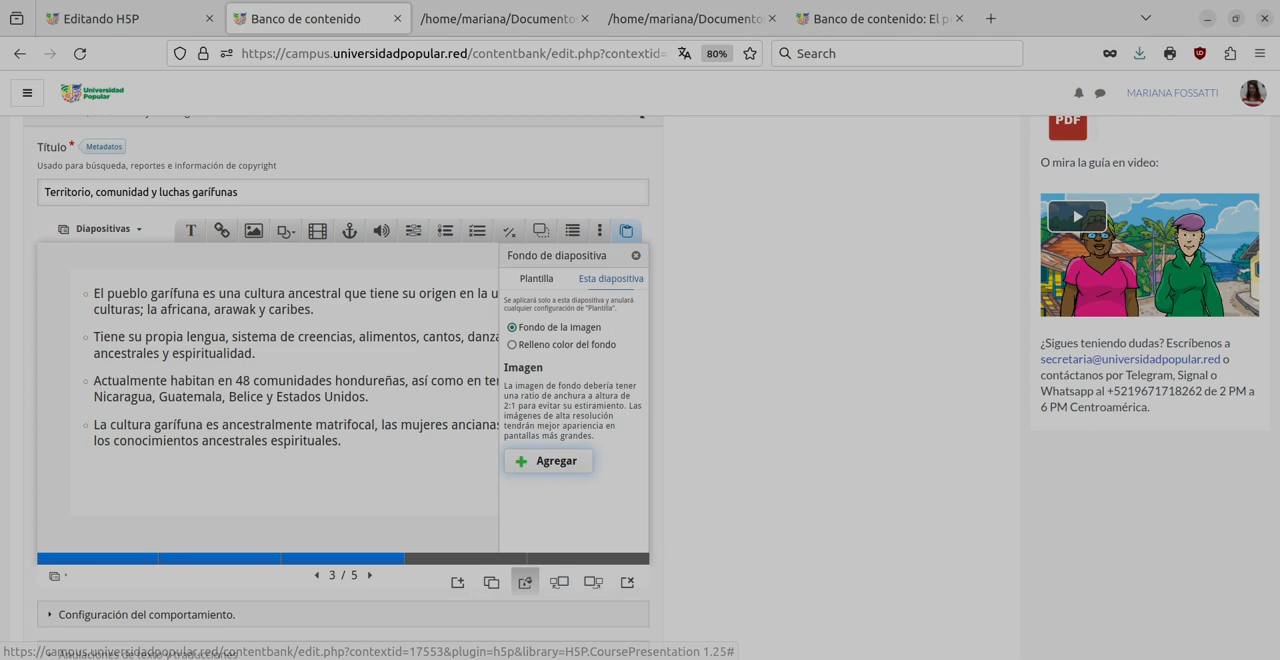 Editando H5P
Banco de contenido
/home/mariana/Documento
/home/mariana/Documento
Banco de contenido: El p
https://campus.universidadpopular.red/contentbank/edit.php?contextid=
80%
Search
Universidad
Popular
MARIANA FOSSATTI
Título *
Metadatos
Usado para búsqueda, reportes e información de copyright
Territorio, comunidad y luchas garífunas
Diapositivas
T
El pueblo garífuna es una cultura ancestral que tiene su origen en la u
culturas; la africana, arawak y caribes.
Tiene su propia lengua, sistema de creencias, alimentos, cantos, danza
ancestrales y espiritualidad.
Actualmente habitan en 48 comunidades hondureñas, así como en ter
Nicaragua, Guatemala, Belice y Estados Unidos.
La cultura garífuna es ancestralmente matrifocal, las mujeres ancianas
los conocimientos ancestrales espirituales.
Fondo de diapositiva
Plantilla
Esta diapositiva
Se aplicará solo a esta diapositiva y anulará
cualquier configuración de "Plantilla".
Fondo de la imagen
Relleno color del fondo
Imagen
La imagen de fondo debería tener
una ratio de anchura a altura de
2:1 para evitar su estiramiento. Las
imágenes de alta resolución
tendrán mejor apariencia en
pantallas más grandes.
Agregar
3 / 5
Configuración del comportamiento.
Anulaciones de texto y traducciones
https://campus.universidadpopular.red/contentbank/edit.php?contextid=17553&plugin=h5p&library=H5P.CoursePresentation 1.25#
PDF
O mira la guía en video:
¿Sigues teniendo dudas? Escríbenos a
secretaria@universidadpopular.red o
contáctanos por Telegram, Signal o
Whatsapp al +5219671718262 de 2 PM a
6 PM Centroamérica.